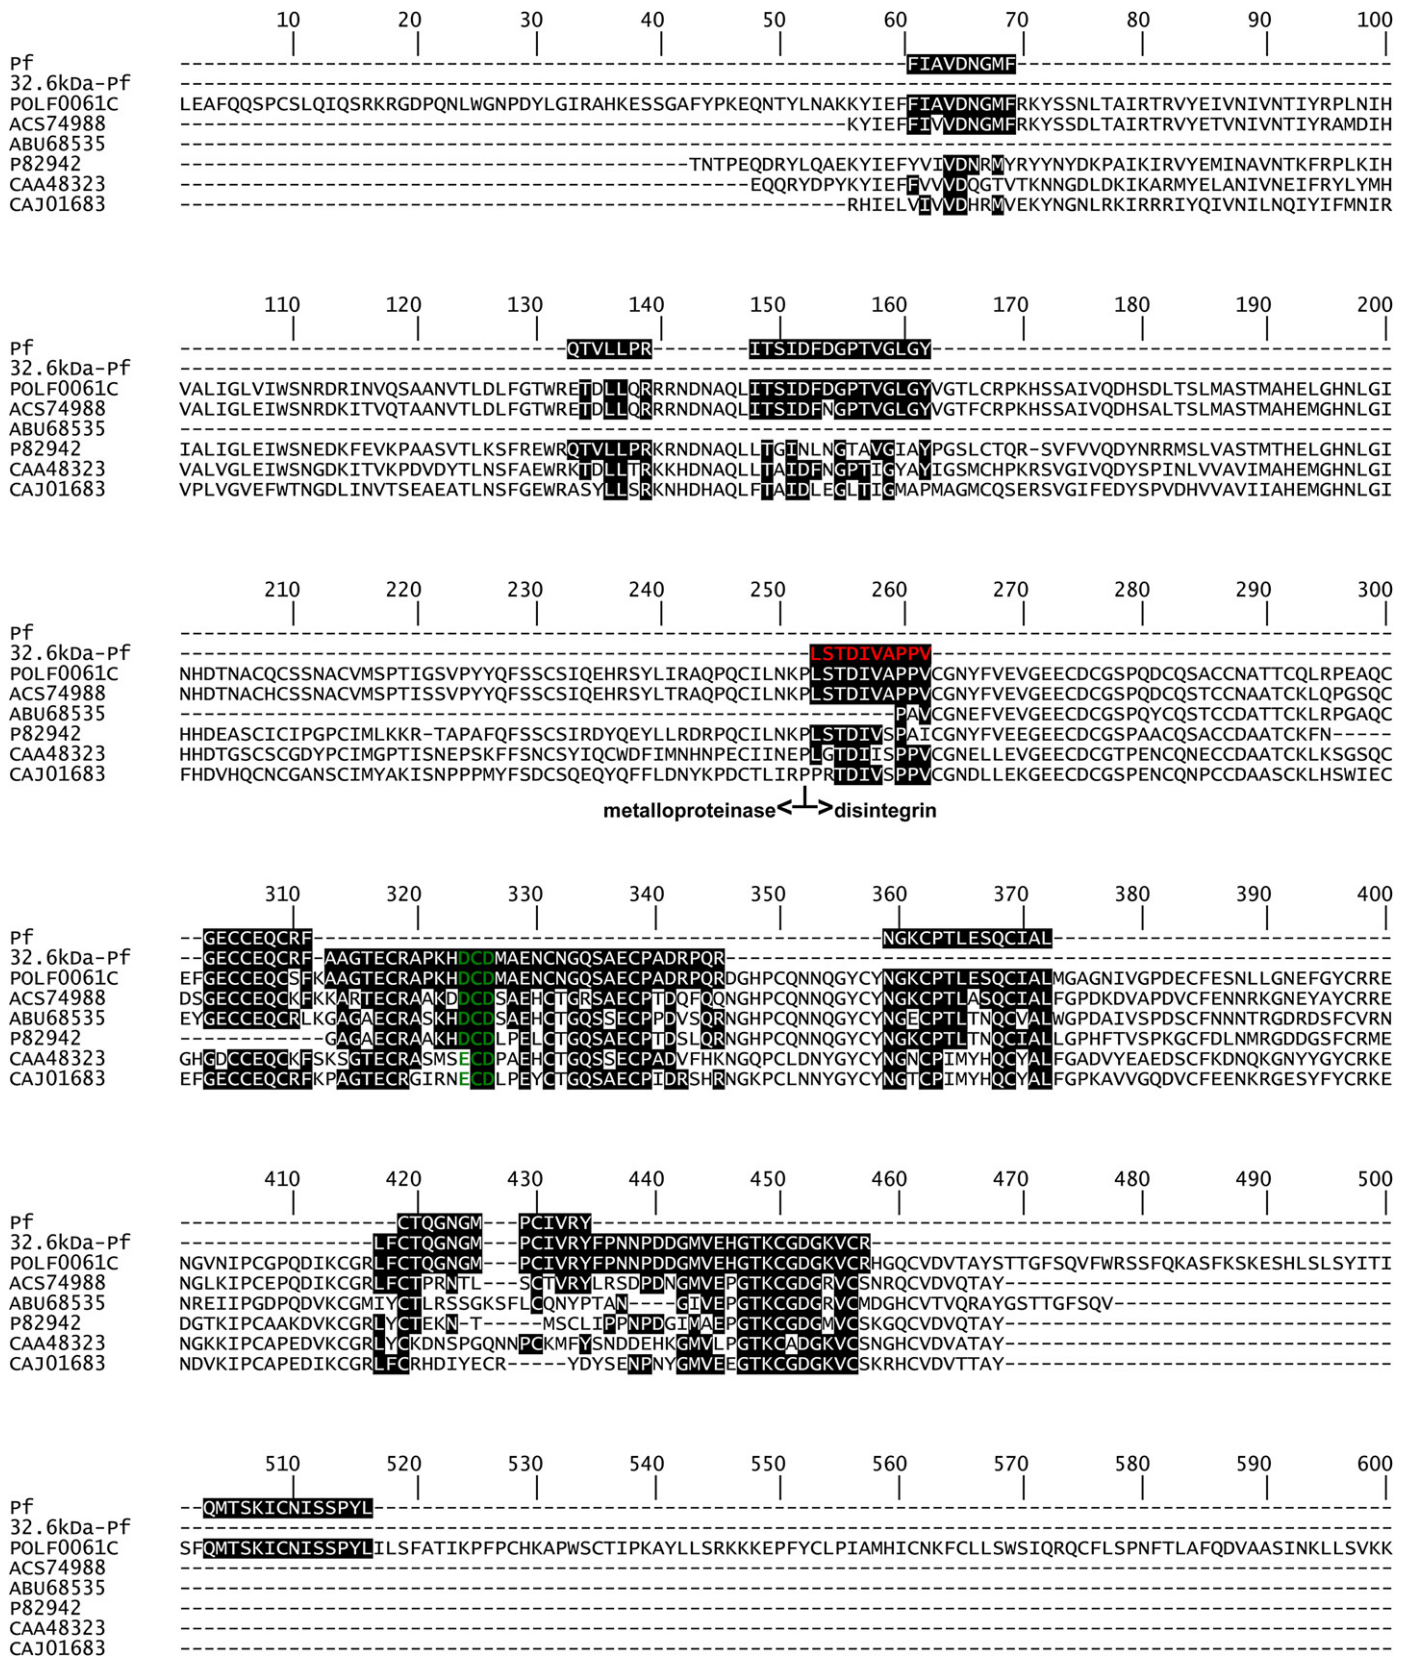 10 20 30 40 50 60 70 80 90 100
Pf ------------------------------------------------------------FIAVDNGMF-------------------------------
32.6kDa-Pf ----------------------------------------------------------------------------------------------------
POLF0061C LEAFQQSPCSLQIQSRKRGDPQNLWGNPDYLGIRAHKESSGAFYPKEQNTYLNAKKYIEFFIAVDNGMFRKYSSNLTAIRTRVYEIVNIVNTIYRPLNIH
ACS74988 -------------------------------------------------------KYIEFFIVVDNGMFRKYSSDLTAIRTRVYETVNIVNTIYRAMDIH
ABU68535 ----------------------------------------------------------------------------------------------------
P82942 ------------------------------------------TNTPEQDRYLQAEKYIEFYVIVDNRMYRYYNYDKPAIKIRVYEMINAVNTKFRPLKIH
CAA48323 -----------------------------------------------EQQRYDPYKYIEFFVVVDQGTVTKNNGDLDKIKARMYELANIVNEIFRYLYMH
CAJ01683 -------------------------------------------------------RHIELVIVVDHRMVEKYNGNLRKIRRRIYQIVNILNQIYIFMNIR
110 120 130 140 150 160 170 180 190 200
Pf --------------------------------QTVLLPR--------ITSIDFDGPTVGLGY--------------------------------------
32.6kDa-Pf ----------------------------------------------------------------------------------------------------
POLF0061C VALIGLVIWSNRDRINVQSAANVTLDLFGTWRETDLLQRRRNDNAQLITSIDFDGPTVGLGYVGTLCRPKHSSAIVQDHSDLTSLMASTMAHELGHNLGI
ACS74988 VALIGLEIWSNRDKITVQTAANVTLDLFGTWRETDLLQRRRNDNAQLITSIDFNGPTVGLGYVGTFCRPKHSSAIVQDHSALTSLMASTMAHEMGHNLGI
ABU68535 ----------------------------------------------------------------------------------------------------
P82942 IALIGLEIWSNEDKFEVKPAASVTLKSFREWRQTVLLPRKRNDNAQLLTGINLNGTAVGIAYPGSLCTQR-SVFVVQDYNRRMSLVASTMTHELGHNLGI
CAA48323 VALVGLEIWSNGDKITVKPDVDYTLNSFAEWRKTDLLTRKKHDNAQLLTAIDFNGPTIGYAYIGSMCHPKRSVGIVQDYSPINLVVAVIMAHEMGHNLGI
CAJ01683 VPLVGVEFWTNGDLINVTSEAEATLNSFGEWRASYLLSRKNHDHAQLFTAIDLEGLTIGMAPMAGMCQSERSVGIFEDYSPVDHVVAVIIAHEMGHNLGI
210 220 230 240 250 260 270 280 290 300
Pf ----------------------------------------------------------------------------------------------------
32.6kDa-Pf ----------------------------------------------------LSTDIVAPPV--------------------------------------
POLF0061C NHDTNACQCSSNACVMSPTIGSVPYYQFSSCSIQEHRSYLIRAQPQCILNKPLSTDIVAPPVCGNYFVEVGEECDCGSPQDCQSACCNATTCQLRPEAQC
ACS74988 NHDTNACHCSSNACVMSPTISSVPYYQFSSCSIQEHRSYLTRAQPQCILNKPLSTDIVAPPVCGNYFVEVGEECDCGSPQDCQSTCCNAATCKLQPGSQC
ABU68535 -----------------------------------------------------------PAVCGNEFVEVGEECDCGSPQYCQSTCCDATTCKLRPGAQC
P82942 HHDEASCICIPGPCIMLKKR-TAPAFQFSSCSIRDYQEYLLRDRPQCILNKPLSTDIVSPAICGNYFVEEGEECDCGSPAACQSACCDAATCKFN-----
CAA48323 HHDTGSCSCGDYPCIMGPTISNEPSKFFSNCSYIQCWDFIMNHNPECIINEPLGTDIISPPVCGNELLEVGEECDCGTPENCQNECCDAATCKLKSGSQC
CAJ01683 FHDVHQCNCGANSCIMYAKISNPPPMYFSDCSQEQYQFFLDNYKPDCTLIRPPRTDIVSPPVCGNDLLEKGEECDCGSPENCQNPCCDAASCKLHSWIEC
metalloproteinase <⊥> disintegrin
310 320 330 340 350 360 370 380 390 400
Pf --GECCEQCRF-----------------------------------------------NGKCPTLESQCIAL----------------------------
32.6kDa-Pf --GECCEQCRF-AAGTECRAPKHDCDMAENCNGQSAECPADRPQR-------------------------------------------------------
POLF0061C EFGECCEQCSFKAAGTECRAPKHDCDMAENCNGQSAECPADRPQRDGHPCQNNQGYCYNGKCPTLESQCIALMGAGNIVGPDECFESNLLGNEFGYCRRE
ACS74988 DSGECCEQCKFKKARTECRAAKDDCDSAEHCTGRSAECPTDQFQQNGHPCQNNQGYCYNGKCPTLASQCIALFGPDKDVAPDVCFENNRKGNEYAYCRRE
ABU68535 EYGECCEQCRLKGAGAECRASKHDCDSAEHCTGQSSECPPDVSQRNGHPCQNNQGYCYNGECPTLTNQCVALWGPDAIVSPDSCFNNNTRGDRDSFCVRN
P82942 ------------GAGAECRAAKHDCDLPELCTGQSAECPTDSLQRNGHPCQNNQGYCYNGKCPTLTNQCIALLGPHFTVSPKGCFDLNMRGDDGSFCRME
CAA48323 GHGDCCEQCKFSKSGTECRASMSECDPAEHCTGQSSECPADVFHKNGQPCLDNYGYCYNGNCPIMYHQCYALFGADVYEAEDSCFKDNQKGNYYGYCRKE
CAJ01683 EFGECCEQCRFKPAGTECRGIRNECDLPEYCTGQSAECPIDRSHRNGKPCLNNYGYCYNGTCPIMYHQCYALFGPKAVVGQDVCFEENKRGESYFYCRKE
410 420 430 440 450 460 470 480 490 500
Pf ------------------CTQGNGM---PCIVRY------------------------------------------------------------------
32.6kDa-Pf ----------------LFCTQGNGM---PCIVRYFPNNPDDGMVEHGTKCGDGKVCR-------------------------------------------
POLF0061C NGVNIPCGPQDIKCGRLFCTQGNGM---PCIVRYFPNNPDDGMVEHGTKCGDGKVCRHGQCVDVTAYSTTGFSQVFWRSSFQKASFKSKESHLSLSYITI
ACS74988 NGLKIPCEPQDIKCGRLFCTPRNTL---SCTVRYLRSDPDNGMVEPGTKCGDGRVCSNRQCVDVQTAY--------------------------------
ABU68535 NREIIPGDPQDVKCGMIYCTLRSSGKSFLCQNYPTAN----GIVEPGTKCGDGRVCMDGHCVTVQRAYGSTTGFSQV-----------------------
P82942 DGTKIPCAAKDVKCGRLYCTEKN-T-----MSCLIPPNPDGIMAEPGTKCGDGMVCSKGQCVDVQTAY--------------------------------
CAA48323 NGKKIPCAPEDVKCGRLYCKDNSPGQNNPCKMFYSNDDEHKGMVLPGTKCADGKVCSNGHCVDVATAY--------------------------------
CAJ01683 NDVKIPCAPEDIKCGRLFCRHDIYECR-----YDYSENPNYGMVEEGTKCGDGKVCSKRHCVDVTTAY--------------------------------
510 520 530 540 550 560 570 580 590 600
Pf --QMTSKICNISSPYL------------------------------------------------------------------------------------
32.6kDa-Pf ----------------------------------------------------------------------------------------------------
POLF0061C SFQMTSKICNISSPYLILSFATIKPFPCHKAPWSCTIPKAYLLSRKKKEPFYCLPIAMHICNKFCLLSWSIQRQCFLSPNFTLAFQDVAASINKLLSVKK
ACS74988 ----------------------------------------------------------------------------------------------------
ABU68535 ----------------------------------------------------------------------------------------------------
P82942 ----------------------------------------------------------------------------------------------------
CAA48323 ----------------------------------------------------------------------------------------------------
CAJ01683 ----------------------------------------------------------------------------------------------------